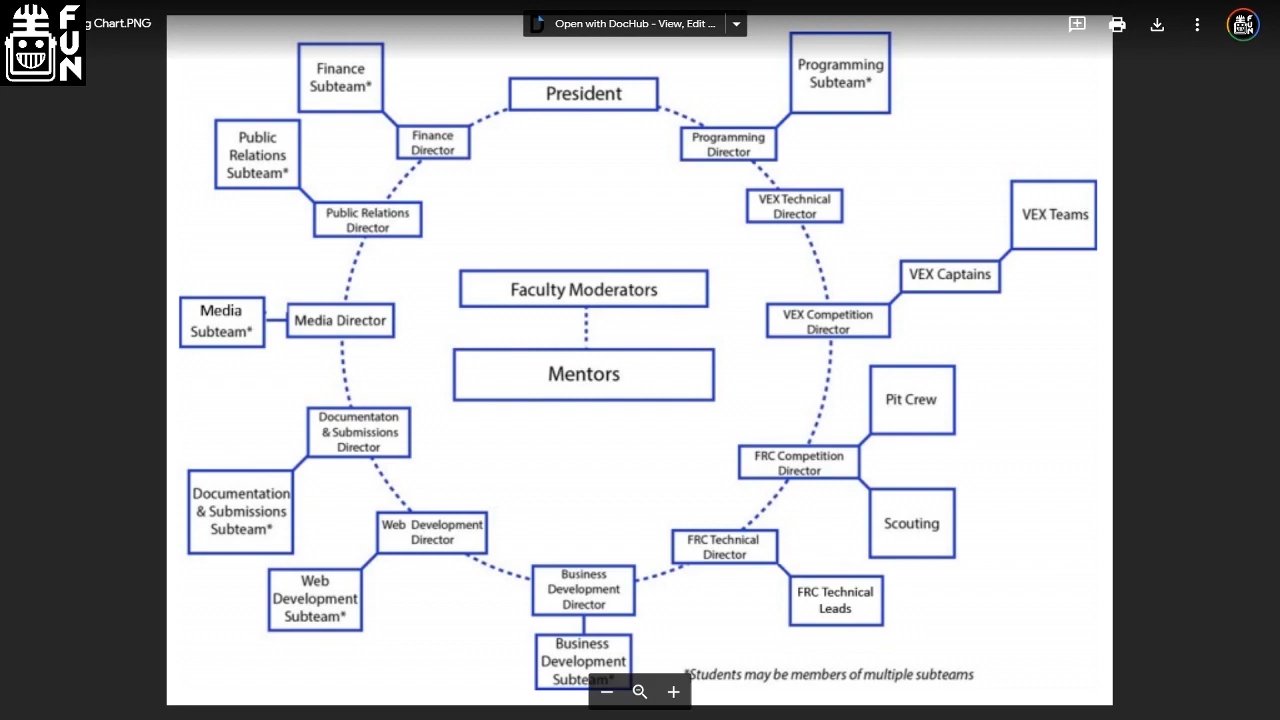 FUN
g Chart.PNG
Open with DocHub - View, Edit ...
Finance
Subteam*
President
Programming
Subteam*
Finance
Director
Programming
Director
Public
Relations
Subteam*
Public Relations
Director
VEX Technical
Director
VEX Teams
VEX Captains
Faculty Moderators
Media
Subteam*
Media Director
VEX Competition
Director
Mentors
Pit Crew
Documentaton
& Submissions
Director
FRC Competition
Director
Documentation
& Submissions
Subteam*
Scouting
Web Development
Director
FRC Technical
Director
Web
Development
Subteam*
Business
Development
Director
FRC Technical
Leads
Business
Development
Subteam*
*Students may be members of multiple subteams